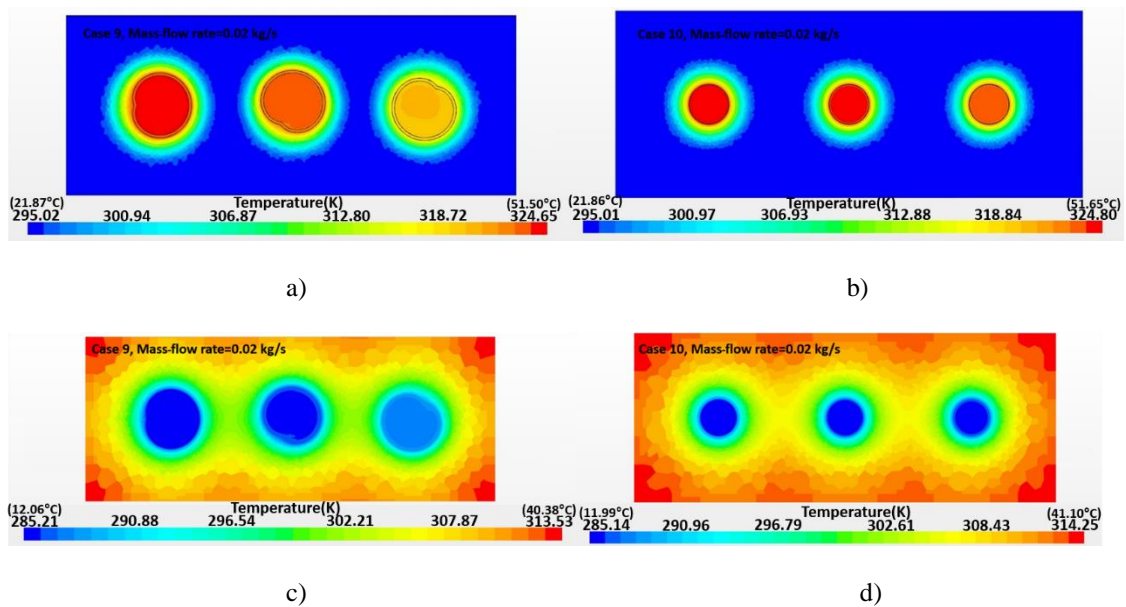 Case 9, Mass-flow rate=0.02 kg/s
(21.87°C) Temperature(K) (51.50°C)
295.02 300.94 306.87 312.80 318.72 324.65
a)
Case 10, Mass-flow rate=0.02 kg/s
(21.86°C) Temperature(K) (51.65°C)
295.01 300.97 306.93 312.88 318.84 324.80
b)
Case 9, Mass-flow rate=0.02 kg/s
(12.06°C) Temperature(K) (40.38°C)
285.21 290.88 296.54 302.21 307.87 313.53
c)
Case 10, Mass-flow rate=0.02 kg/s
(11.99°C) Temperature(K) (41.10°C)
285.14 290.96 296.79 302.61 308.43 314.25
d)